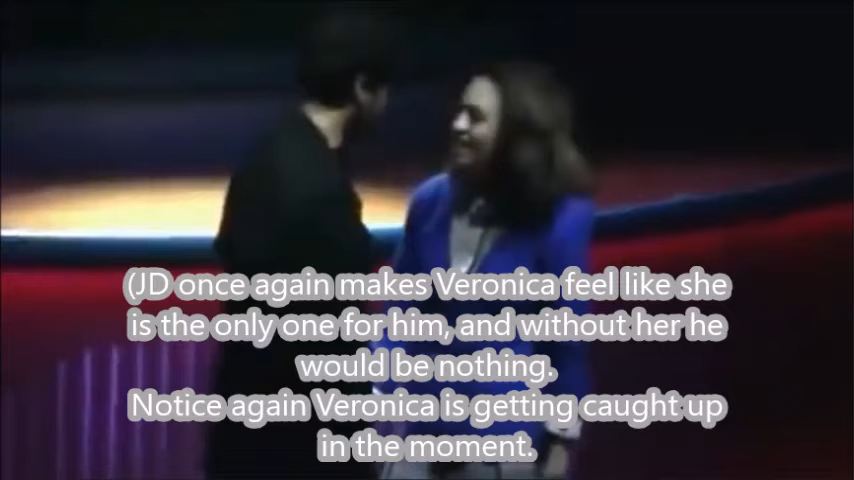 (JD once again makes Veronica feel like she
is the only one for him, and without her he
would be nothing.
Notice again Veronica is getting caught up
in the moment.